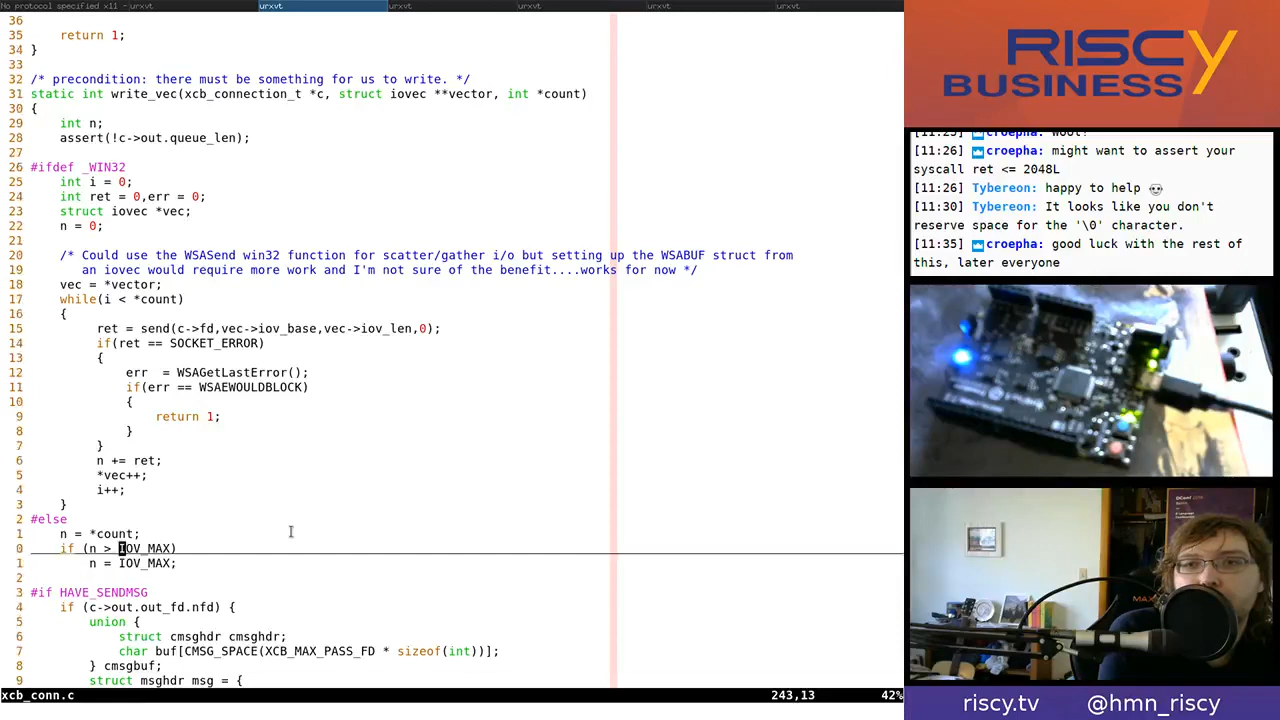 No protocol specified xll - urxvt
urxvt
urxvt
urxvt
urxvt
urxvt
36
35 return 1;
34 }
33
32 /* precondition: there must be something for us to write. */
31 static int write_vec(xcb_connection_t *c, struct iovec **vector, int *count)
30 {
29 int n;
28 assert(!c->out.queue_len);
27
26 #ifdef _WIN32
25 int i = 0;
24 int ret = 0,err = 0;
23 struct iovec *vec;
22 n = 0;
21
20 /* Could use the WSASend win32 function for scatter/gather i/o but setting up the WSABUF struct from
19 an iovec would require more work and I'm not sure of the benefit....works for now */
18 vec = *vector;
17 while(i < *count)
16 {
15 ret = send(c->fd,vec->iov_base,vec->iov_len,0);
14 if(ret == SOCKET_ERROR)
13 {
12 err  = WSAGetLastError();
11 if(err == WSAEWOULDBLOCK)
10 {
9 return 1;
8 }
7 }
6 n += ret;
5 *vec++;
4 i++;
3 }
2 #else
1 n = *count;
0 if (n > IOV_MAX)
1 n = IOV_MAX;
2
3 #if HAVE_SENDMSG
4 if (c->out.out_fd.nfd) {
5 union {
6 struct cmsghdr cmsghdr;
7 char buf[CMSG_SPACE(XCB_MAX_PASS_FD * sizeof(int))];
8 } cmsgbuf;
9 struct msghdr msg = {
xcb_conn.c 243,13 42%
RISCY
BUSINESS
[11:25] croepha: woot!
[11:26] croepha: might want to assert your
syscall ret <= 2048L
[11:26] Tybereon: happy to help
[11:30] Tybereon: It looks like you don't
reserve space for the '\0' character.
[11:35] croepha: good luck with the rest of
this, later everyone
riscy.tv @hmn_riscy